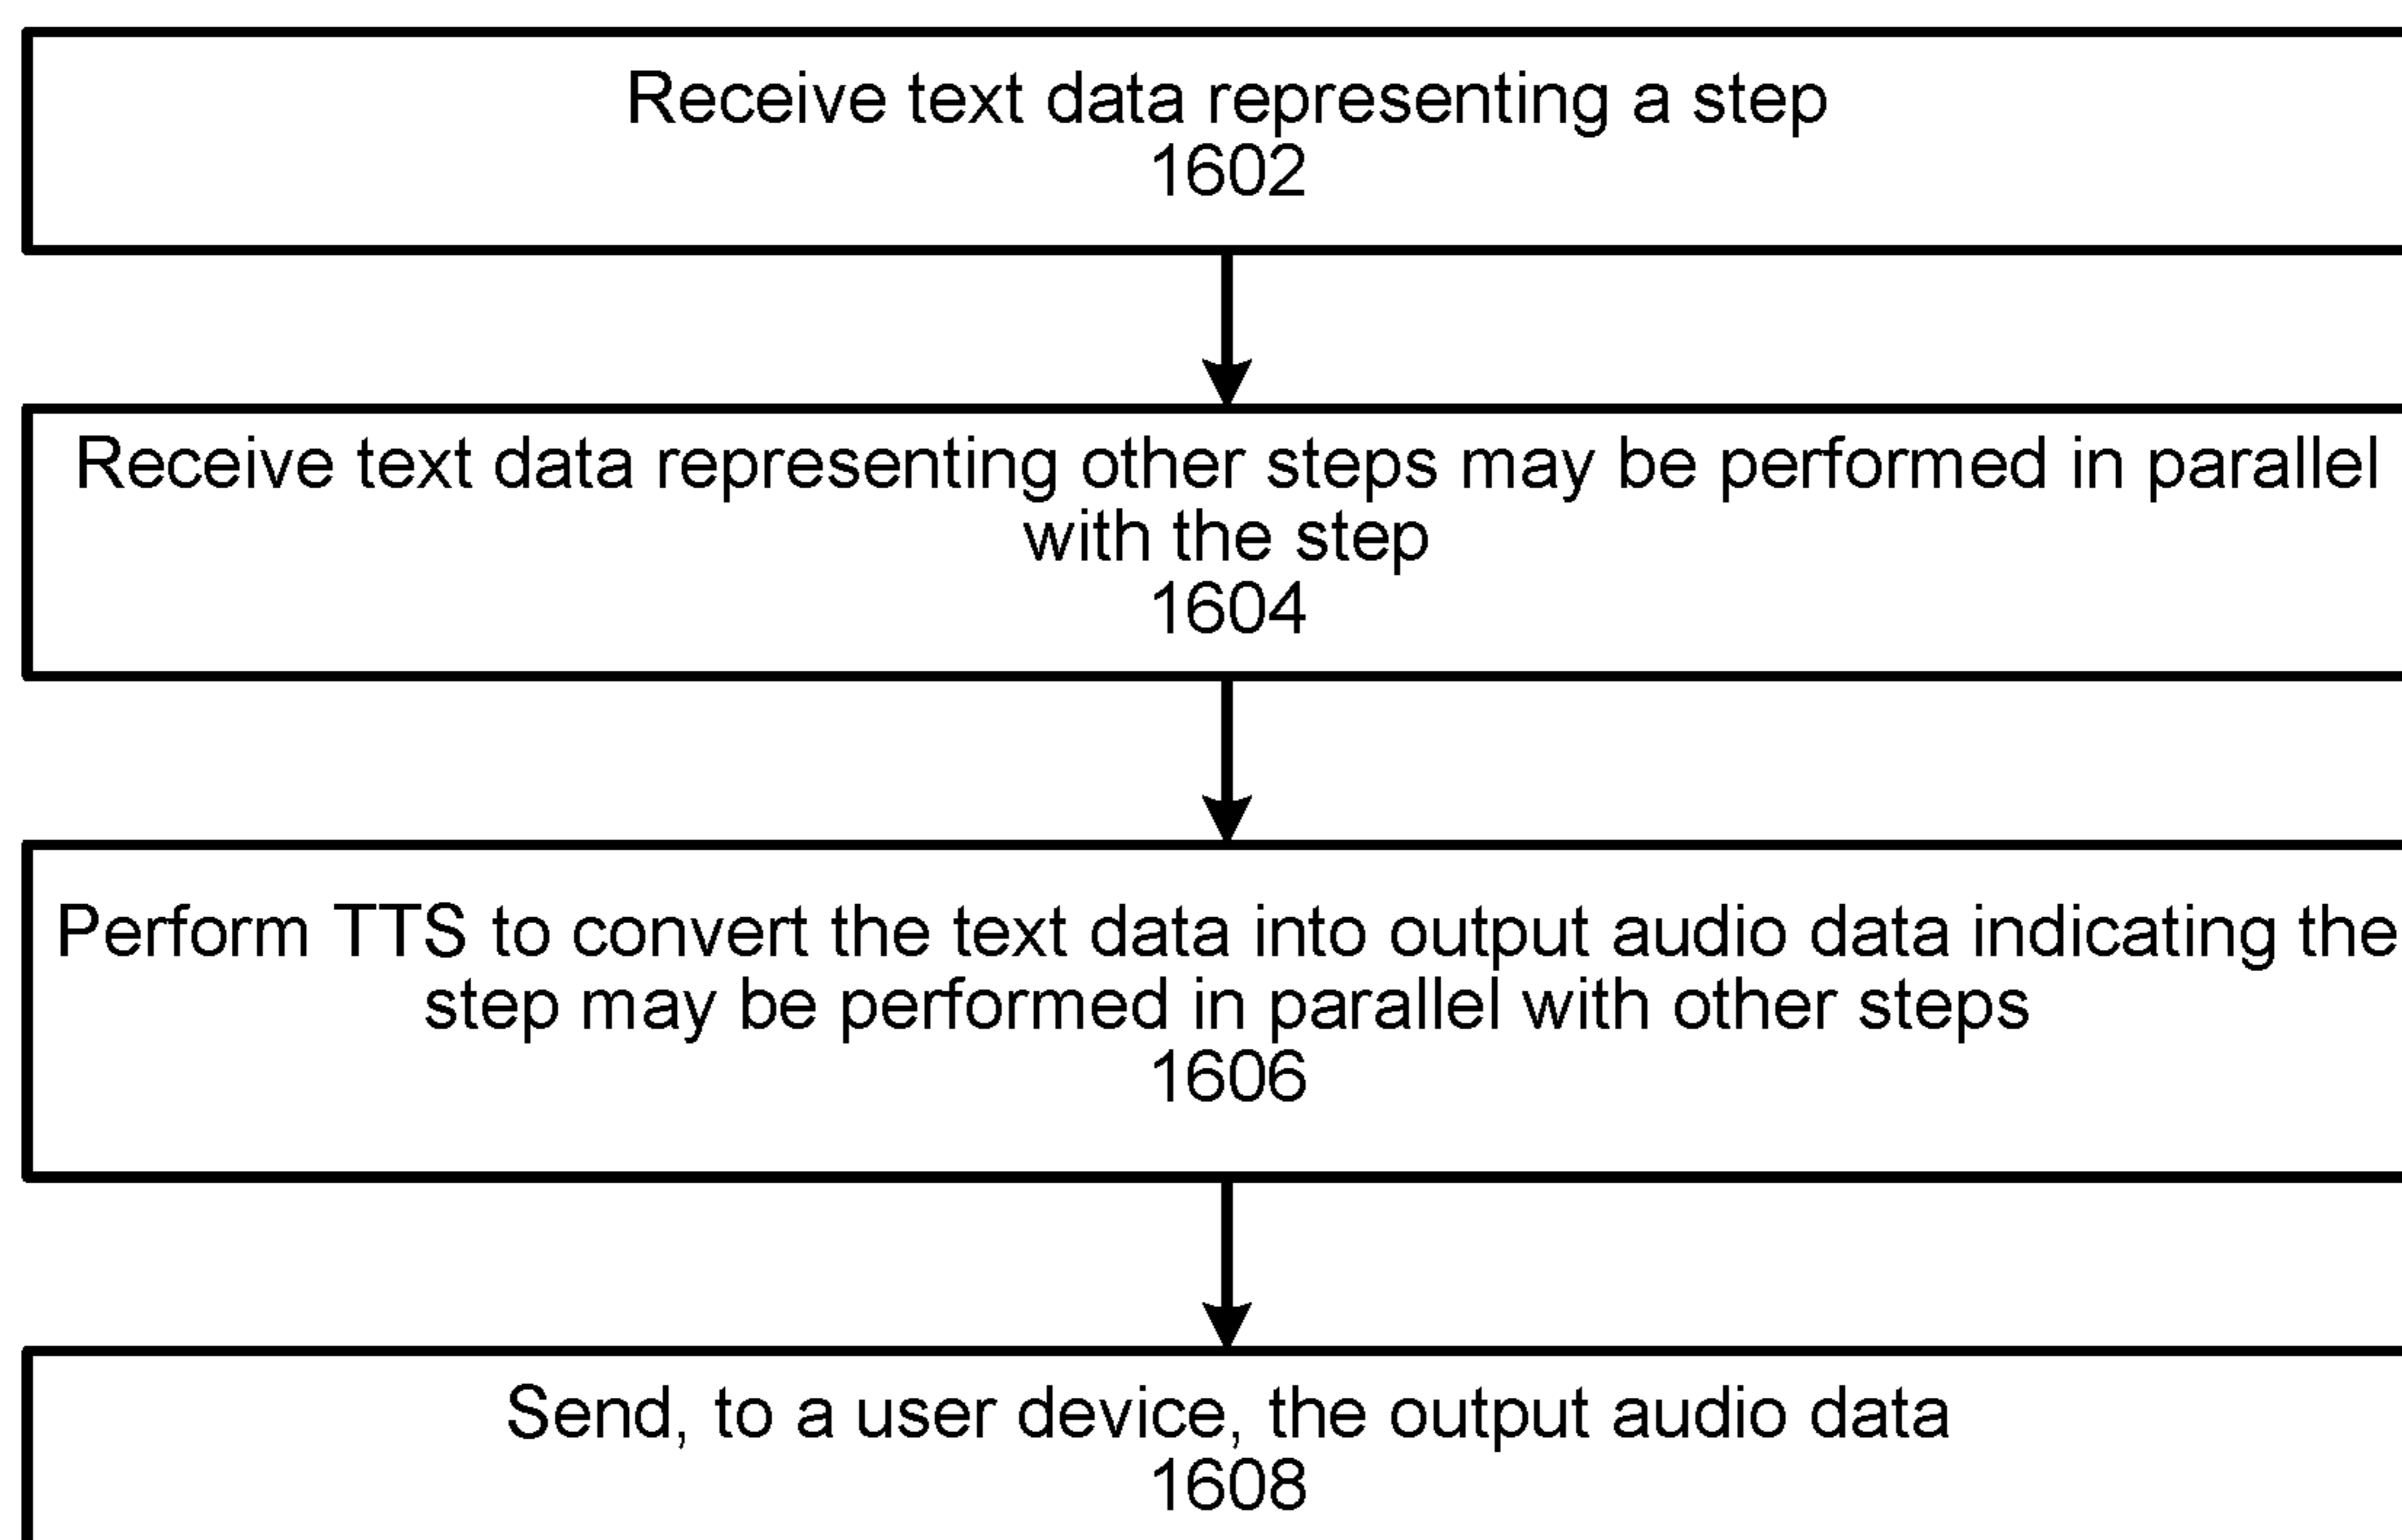 Receive text data representing a step
1602
Receive text data representing other steps may be performed in parallel
with the step
1604
Perform TTS to convert the text data into output audio data indicating the
step may be performed in parallel with other steps
1606
Send, to a user device, the output audio data
1608